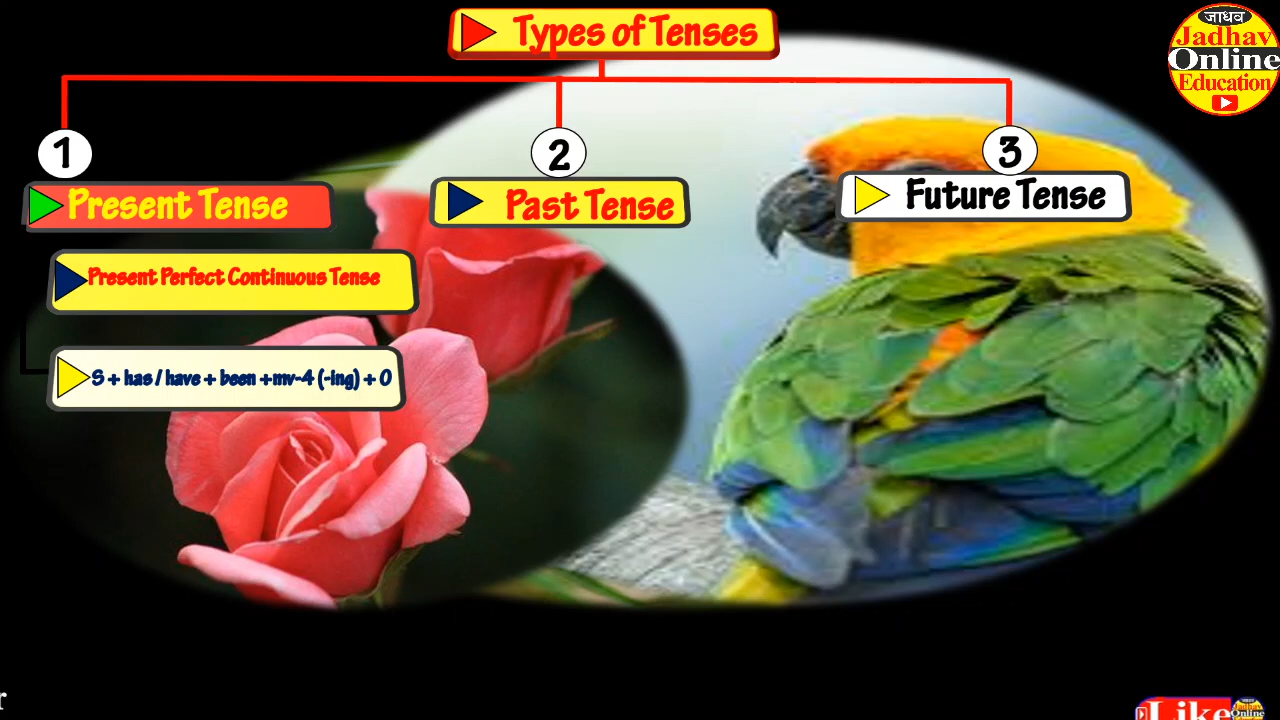 Types of Tenses
जाधव
Jadhav
Online
Education
1
2
3
Present Tense
Past Tense
Future Tense
Present Perfect Continuous Tense
S + has / have + been +mv-4 (-ing) + O
r
Like
Online